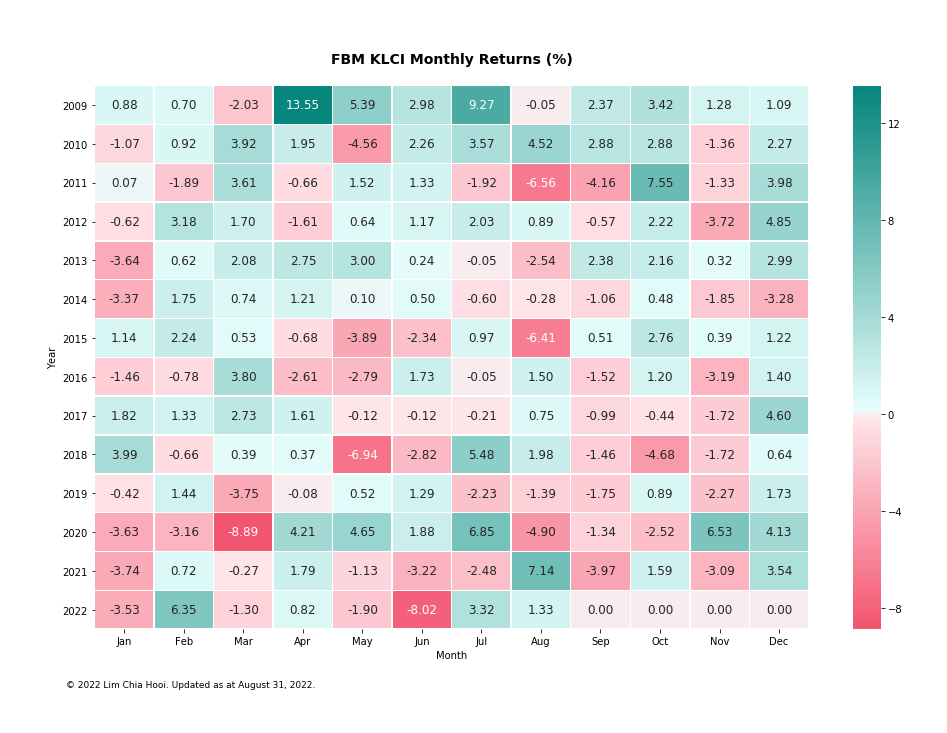 FBM KLCI Monthly Returns (%)
2009 0.88 0.70 -2.03 13.55 5.39 2.98 9.27 -0.05 2.37 3.42 1.28 1.09
2010 -1.07 0.92 3.92 1.95 -4.56 2.26 3.57 4.52 2.88 2.88 -1.36 2.27
2011 0.07 -1.89 3.61 -0.66 1.52 1.33 -1.92 -6.56 -4.16 7.55 -1.33 3.98
2012 -0.62 3.18 1.70 -1.61 0.64 1.17 2.03 0.89 -0.57 2.22 -3.72 4.85
2013 -3.64 0.62 2.08 2.75 3.00 0.24 -0.05 -2.54 2.38 2.16 0.32 2.99
2014 -3.37 1.75 0.74 1.21 0.10 0.50 -0.60 -0.28 -1.06 0.48 -1.85 -3.28
2015 1.14 2.24 0.53 -0.68 -3.89 -2.34 0.97 -6.41 0.51 2.76 0.39 1.22
2016 -1.46 -0.78 3.80 -2.61 -2.79 1.73 -0.05 1.50 -1.52 1.20 -3.19 1.40
2017 1.82 1.33 2.73 1.61 -0.12 -0.12 -0.21 0.75 -0.99 -0.44 -1.72 4.60
2018 3.99 -0.66 0.39 0.37 -6.94 -2.82 5.48 1.98 -1.46 -4.68 -1.72 0.64
2019 -0.42 1.44 -3.75 -0.08 0.52 1.29 -2.23 -1.39 -1.75 0.89 -2.27 1.73
2020 -3.63 -3.16 -8.89 4.21 4.65 1.88 6.85 -4.90 -1.34 -2.52 6.53 4.13
2021 -3.74 0.72 -0.27 1.79 -1.13 -3.22 -2.48 7.14 -3.97 1.59 -3.09 3.54
2022 -3.53 6.35 -1.30 0.82 -1.90 -8.02 3.32 1.33 0.00 0.00 0.00 0.00
Jan Feb Mar Apr May Jun Jul Aug Sep Oct Nov Dec
Month
Year
12
8
4
0
−4
−8
© 2022 Lim Chia Hooi. Updated as at August 31, 2022.